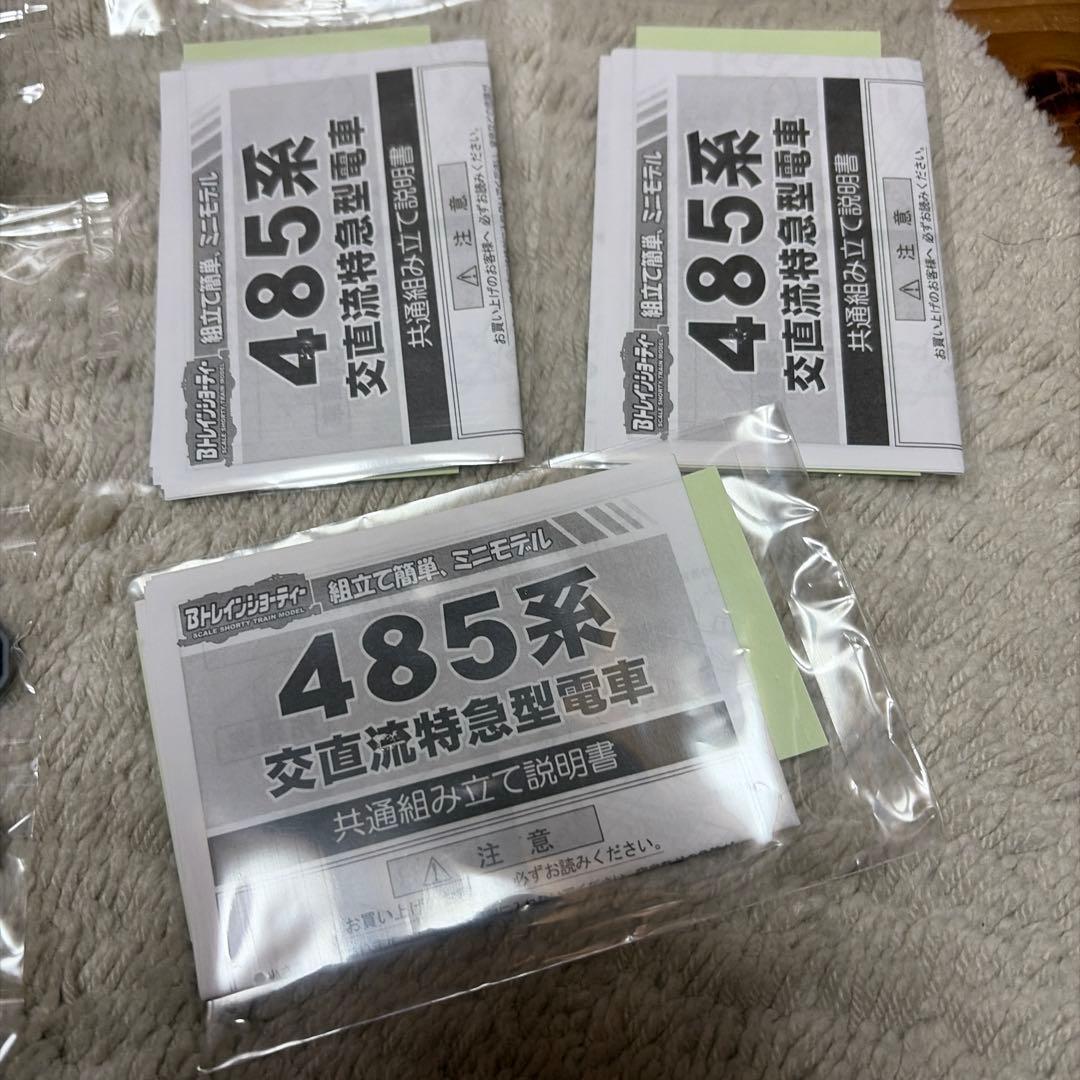 Bトレインショーティー
SCALE SHORTY TRAIN MODEL
組立て簡単、ミニモデル
485系
交直流特急型電車
共通組み立て説明書
⚠ 注意
お買い上げのお客様へ 必ずお読みください。
Bトレインショーティー
SCALE SHORTY TRAIN MODEL
組立て簡単、ミニモデル
485系
交直流特急型電車
共通組み立て説明書
⚠ 注意
お買い上げのお客様へ 必ずお読みください。
Bトレインショーティー
SCALE SHORTY TRAIN MODEL
組立て簡単、ミニモデル
485系
交直流特急型電車
共通組み立て説明書
⚠ 注意
お買い上げ 必ずお読みください。